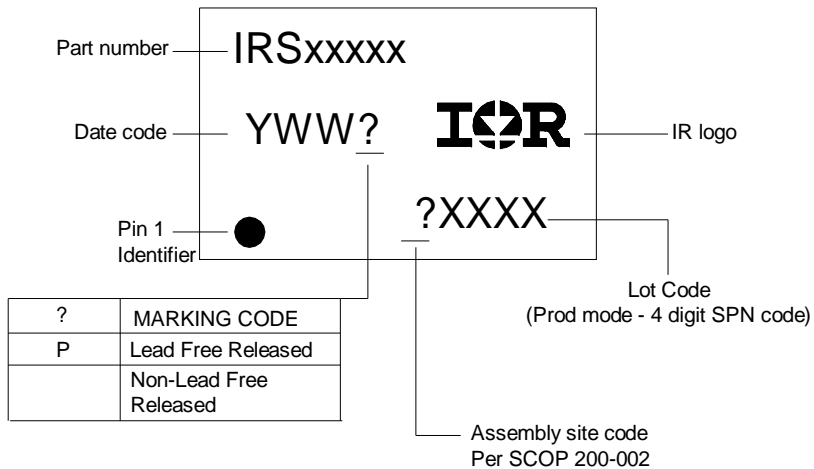 Part number
IRSxxxxx
Date code
YWW?
IOR
IR logo
?XXXX
Pin 1
Identifier
Lot Code
(Prod mode - 4 digit SPN code)
? MARKING CODE
P Lead Free Released
Non-Lead Free
Released
Assembly site code
Per SCOP 200-002